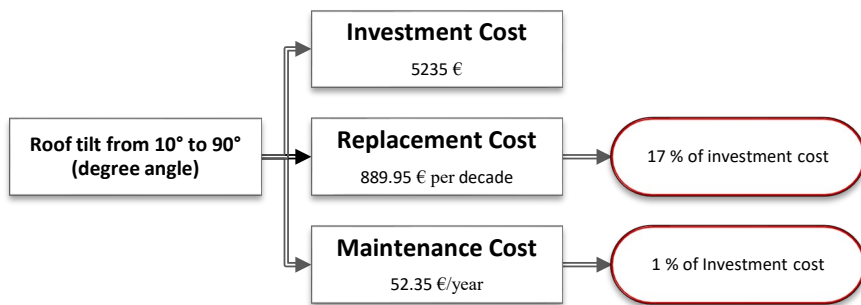 Investment Cost
5235 €
Roof tilt from 10° to 90°
(degree angle)
Replacement Cost
889.95 € per decade
17 % of investment cost
Maintenance Cost
52.35 €/year
1 % of Investment cost